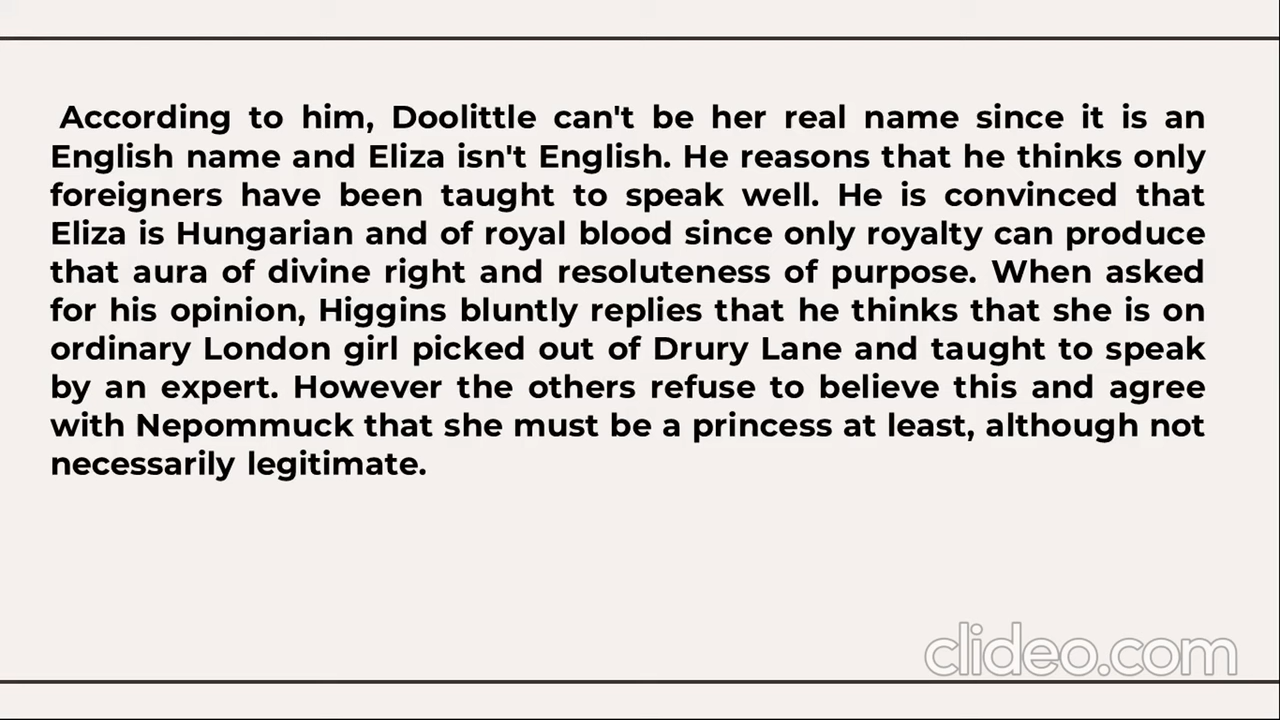 According to him, Doolittle can't be her real name since it is an
English name and Eliza isn't English. He reasons that he thinks only
foreigners have been taught to speak well. He is convinced that
Eliza is Hungarian and of royal blood since only royalty can produce
that aura of divine right and resoluteness of purpose. When asked
for his opinion, Higgins bluntly replies that he thinks that she is on
ordinary London girl picked out of Drury Lane and taught to speak
by an expert. However the others refuse to believe this and agree
with Nepommuck that she must be a princess at least, although not
necessarily legitimate.
clideo.com